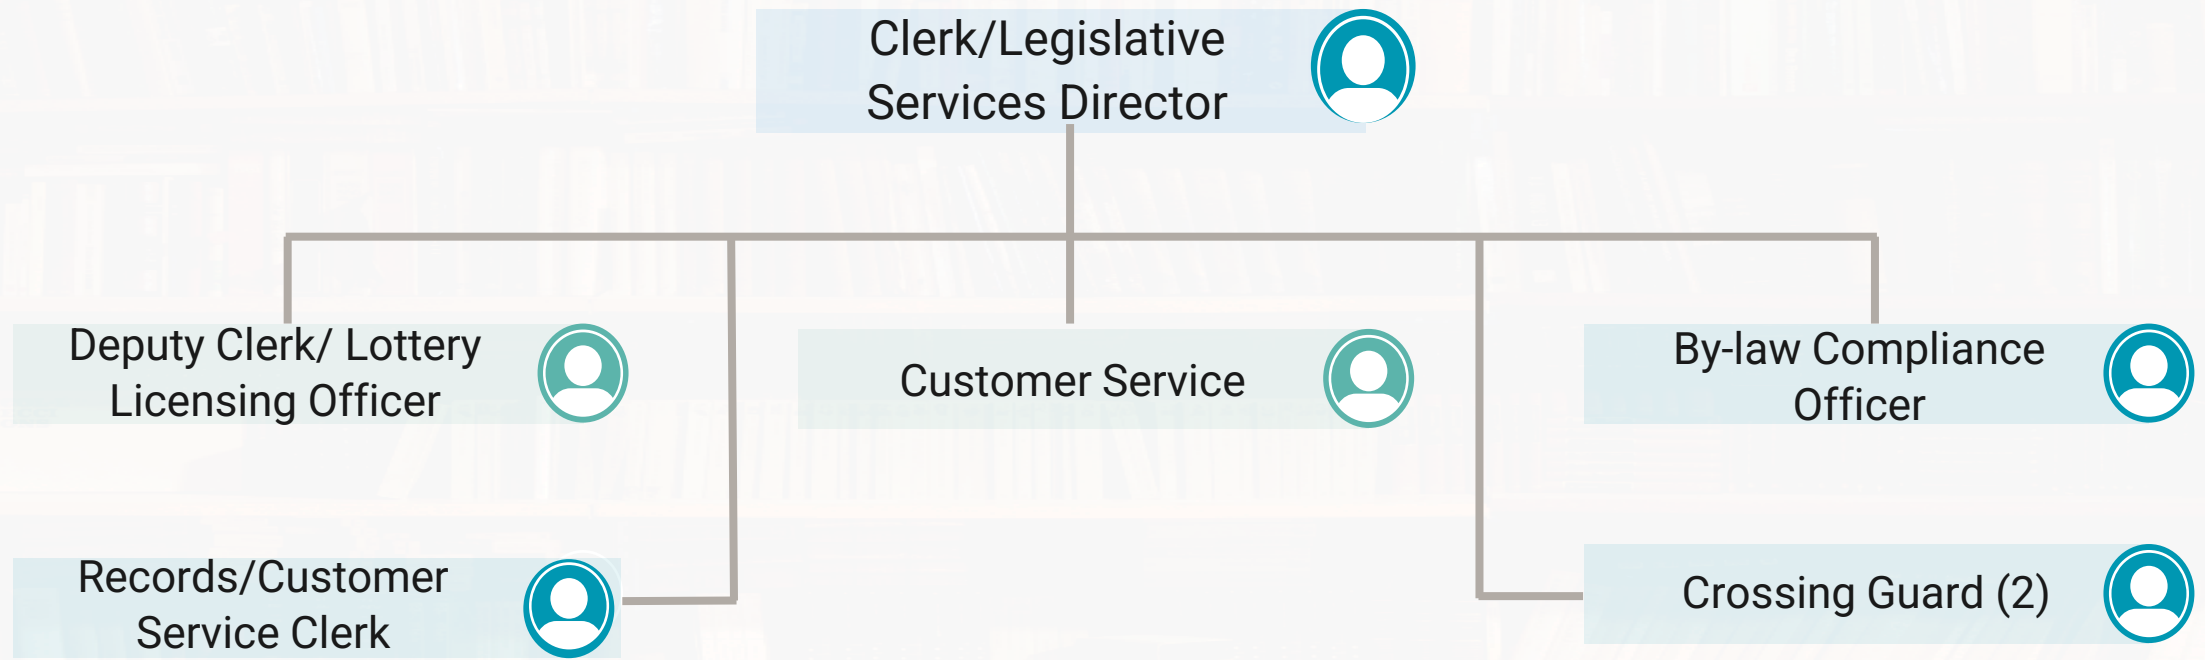 Clerk/Legislative
Services Director
Deputy Clerk/ Lottery
Licensing Officer
Customer Service
By-law Compliance
Officer
Records/Customer
Service Clerk
Crossing Guard (2)